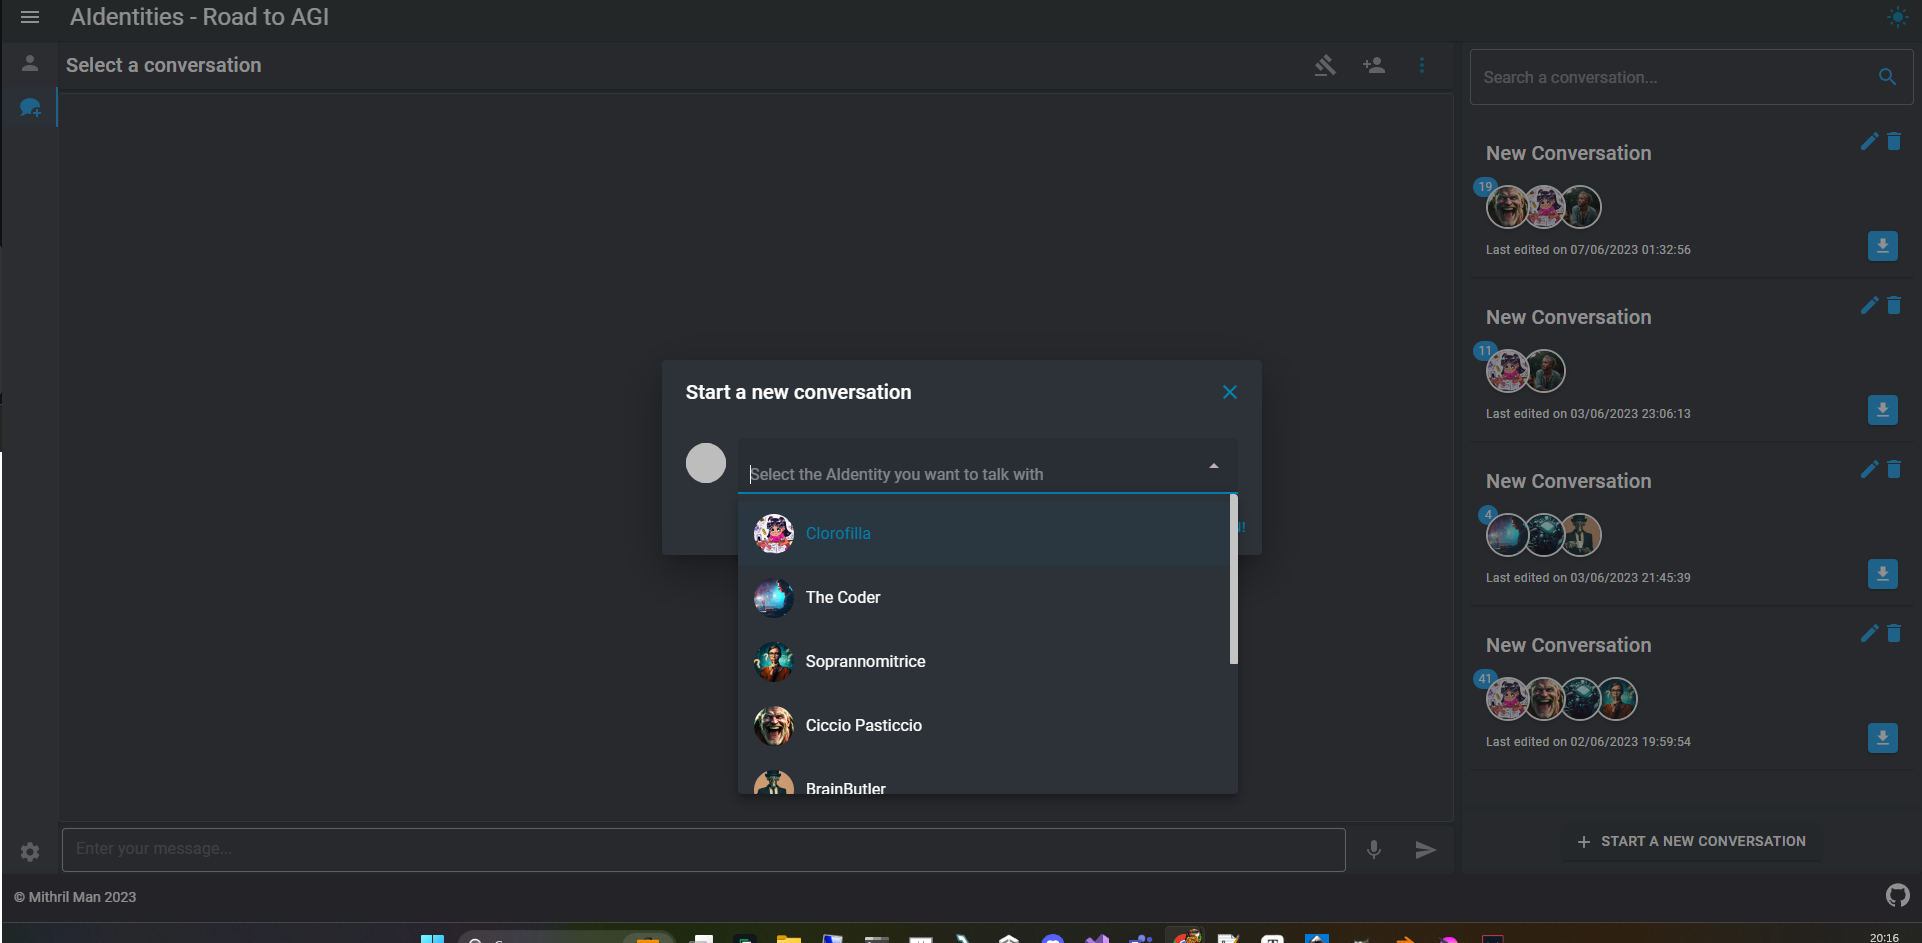 AIdentities - Road to AGI
Select a conversation
Search a conversation...
New Conversation
19
Last edited on 07/06/2023 01:32:56
New Conversation
11
Last edited on 03/06/2023 23:06:13
New Conversation
4
Last edited on 03/06/2023 21:45:39
New Conversation
41
Last edited on 02/06/2023 19:59:54
START A NEW CONVERSATION
Start a new conversation
Select the AIdentity you want to talk with
Clorofilla
The Coder
Soprannomitrice
Ciccio Pasticcio
BrainButler
Enter your message...
© Mithril Man 2023
20:16